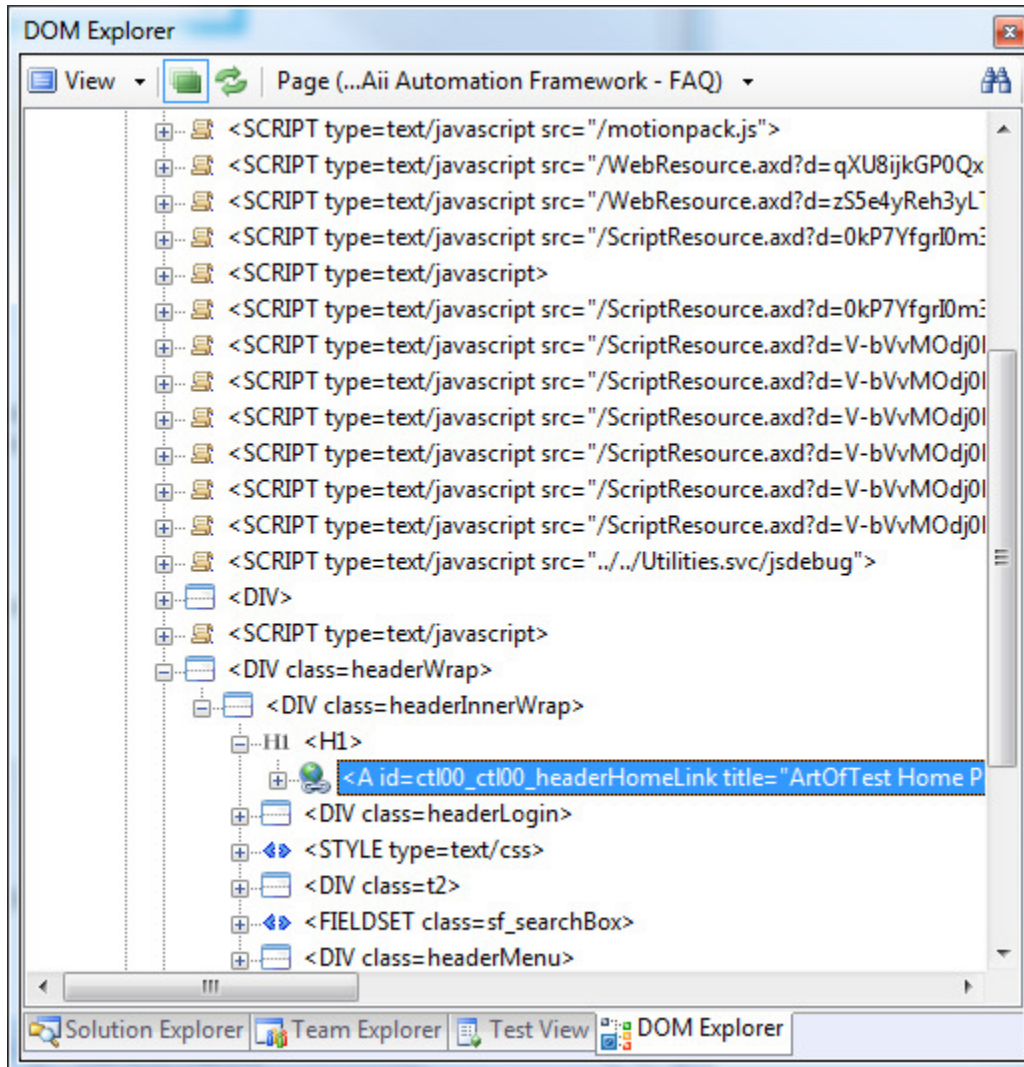 DOM Explorer
View Page (...Aii Automation Framework - FAQ)
<SCRIPT type=text/javascript src="/motionpack.js">
<SCRIPT type=text/javascript src="/WebResource.axd?d=qXU8ijkGP0Qx
<SCRIPT type=text/javascript src="/WebResource.axd?d=zS5e4yReh3yL
<SCRIPT type=text/javascript src="/ScriptResource.axd?d=0kP7YfgrI0m
<SCRIPT type=text/javascript>
<SCRIPT type=text/javascript src="/ScriptResource.axd?d=0kP7YfgrI0m
<SCRIPT type=text/javascript src="/ScriptResource.axd?d=V-bVvMOdj0
<SCRIPT type=text/javascript src="/ScriptResource.axd?d=V-bVvMOdj0
<SCRIPT type=text/javascript src="/ScriptResource.axd?d=V-bVvMOdj0
<SCRIPT type=text/javascript src="/ScriptResource.axd?d=V-bVvMOdj0
<SCRIPT type=text/javascript src="/ScriptResource.axd?d=V-bVvMOdj0
<SCRIPT type=text/javascript src="/ScriptResource.axd?d=V-bVvMOdj0
<SCRIPT type=text/javascript src="../../Utilities.svc/jsdebug">
<DIV>
<SCRIPT type=text/javascript>
<DIV class=headerWrap>
<DIV class=headerInnerWrap>
H1 <H1>
<A id=ctl00_ctl00_headerHomeLink title="ArtOfTest Home P
<DIV class=headerLogin>
<STYLE type=text/css>
<DIV class=t2>
<FIELDSET class=sf_searchBox>
<DIV class=headerMenu>
Solution Explorer Team Explorer Test View DOM Explorer